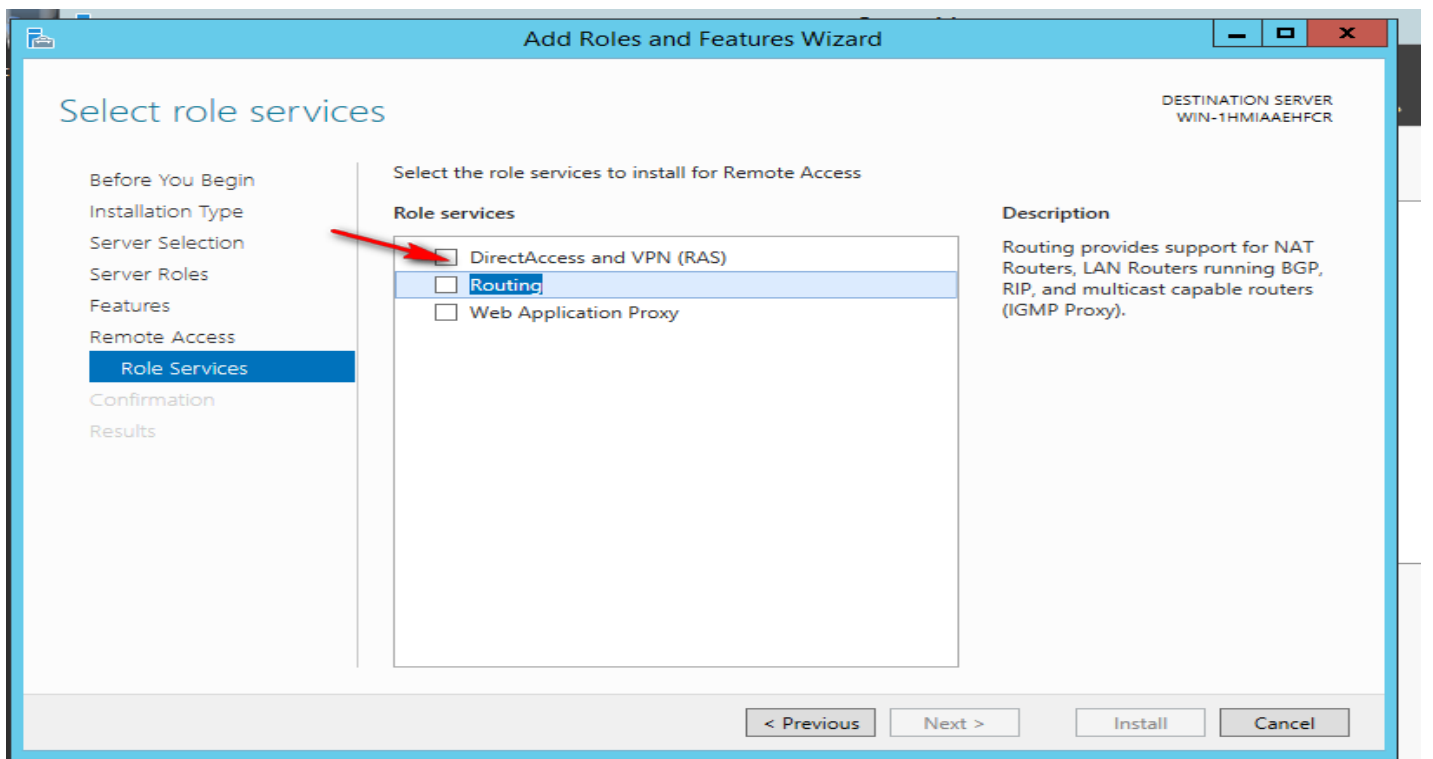 Add Roles and Features Wizard
Select role services
DESTINATION SERVER
WIN-1HMIAAEHFCR
Before You Begin
Installation Type
Server Selection
Server Roles
Features
Remote Access
Role Services
Confirmation
Results
Select the role services to install for Remote Access
Role services
DirectAccess and VPN (RAS)
Routing
Web Application Proxy
Description
Routing provides support for NAT
Routers, LAN Routers running BGP,
RIP, and multicast capable routers
(IGMP Proxy).
< Previous
Next >
Install
Cancel